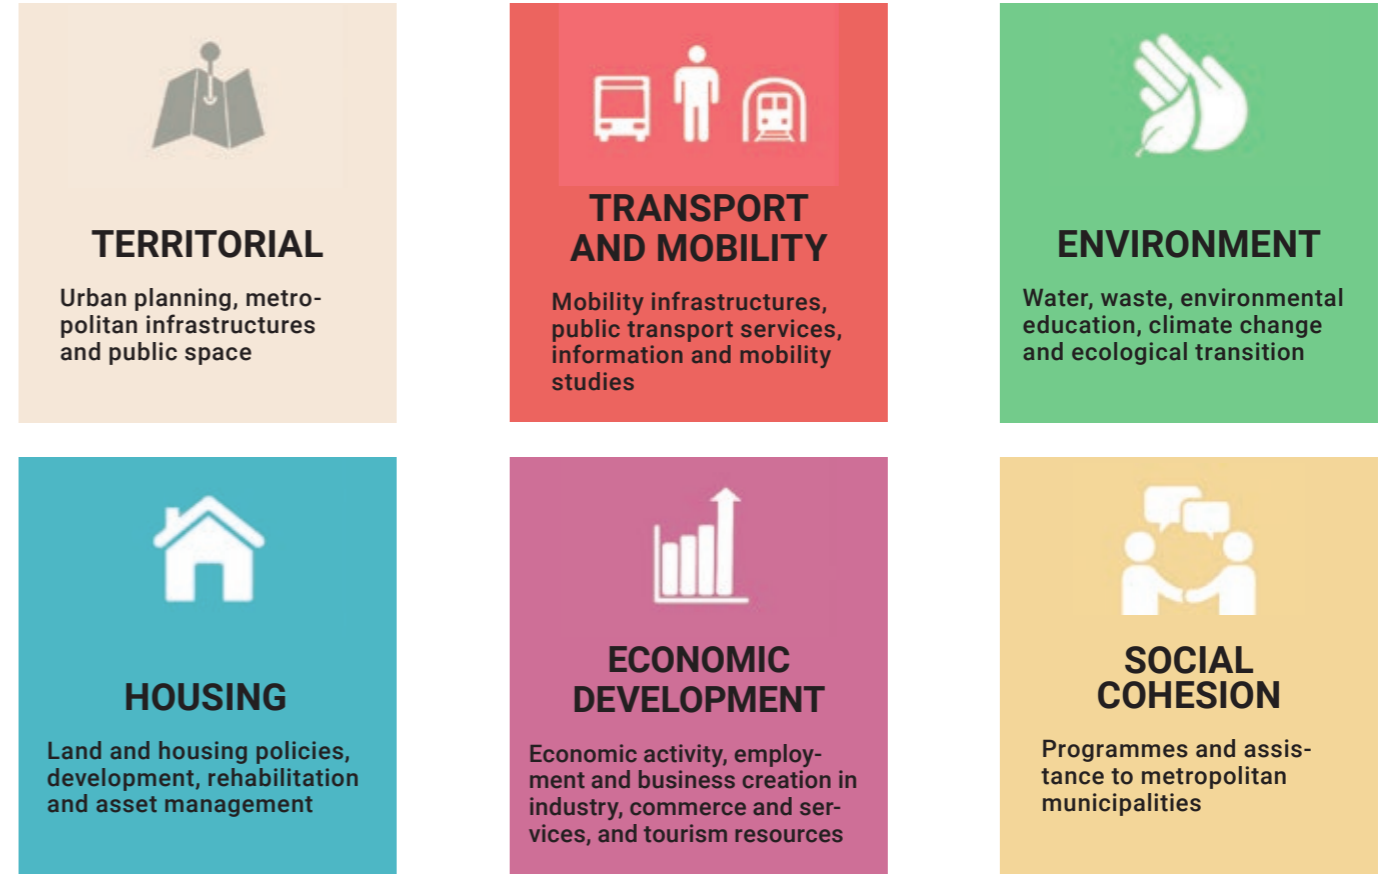 TERRITORIAL
Urban planning, metro-
politan infrastructures
and public space
TRANSPORT
AND MOBILITY
Mobility infrastructures,
public transport services,
information and mobility
studies
ENVIRONMENT
Water, waste, environmental
education, climate change
and ecological transition
HOUSING
Land and housing policies,
development, rehabilitation
and asset management
ECONOMIC
DEVELOPMENT
Economic activity, employ-
ment and business creation in
industry, commerce and ser-
vices, and tourism resources
SOCIAL
COHESION
Programmes and assis-
tance to metropolitan
municipalities